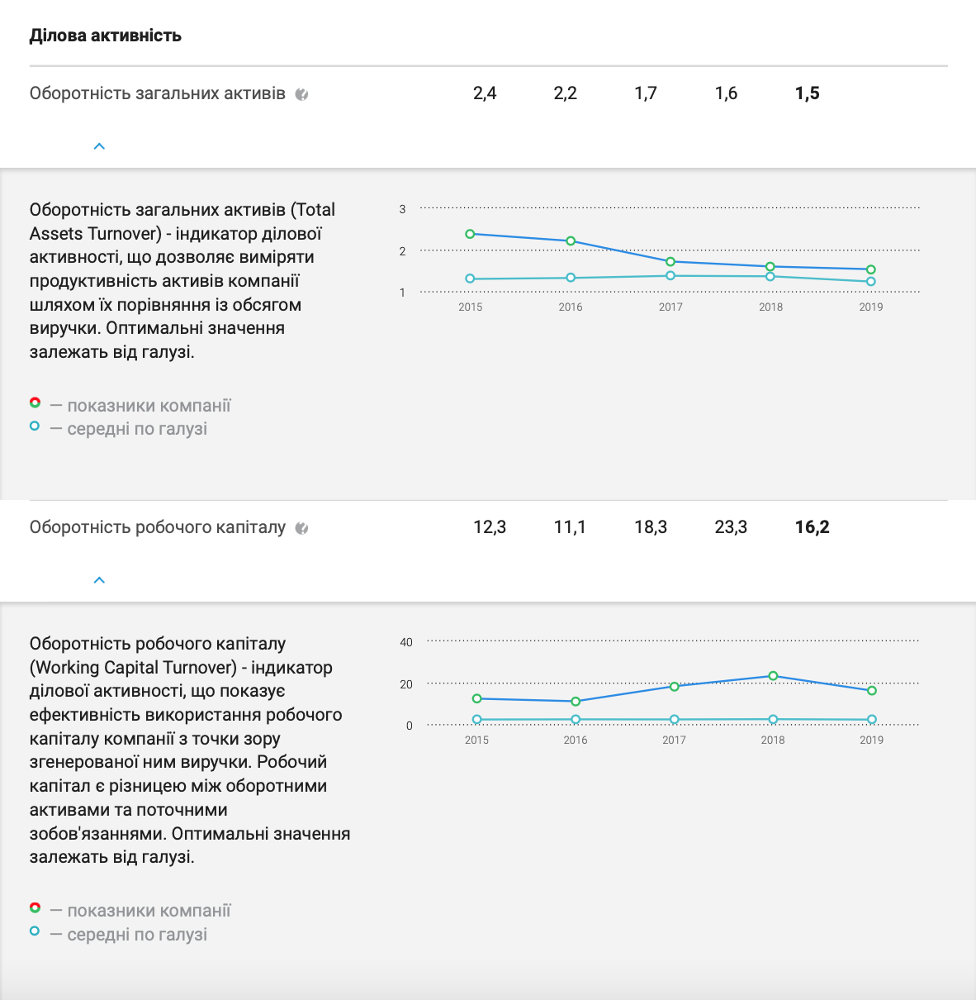 Ділова активність
Оборотність загальних активів 2,4 2,2 1,7 1,6 1,5
Оборотність загальних активів (Total
Assets Turnover) - індикатор ділової
активності, що дозволяє виміряти
продуктивність активів компанії
шляхом їх порівняння із обсягом
виручки. Оптимальні значення
залежать від галузі.
— показники компанії
— середні по галузі
3
2
1
2015 2016 2017 2018 2019
Оборотність робочого капіталу 12,3 11,1 18,3 23,3 16,2
Оборотність робочого капіталу
(Working Capital Turnover) - індикатор
ділової активності, що показує
ефективність використання робочого
капіталу компанії з точки зору
згенерованої ним виручки. Робочий
капітал є різницею між оборотними
активами та поточними
зобов'язаннями. Оптимальні значення
залежать від галузі.
— показники компанії
— середні по галузі
40
20
0
2015 2016 2017 2018 2019